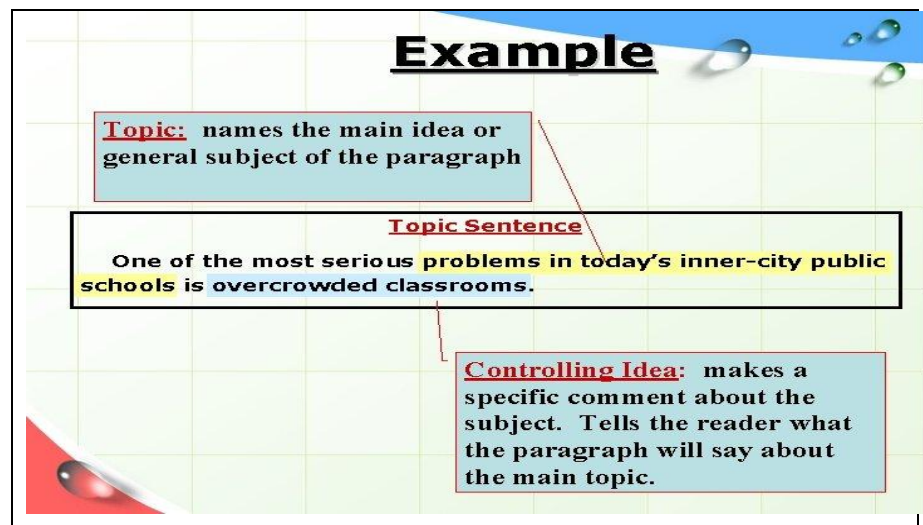 Example
Topic: names the main idea or
general subject of the paragraph
Topic Sentence
One of the most serious problems in today's inner-city public
schools is overcrowded classrooms.
Controlling Idea: makes a
specific comment about the
subject. Tells the reader what
the paragraph will say about
the main topic.